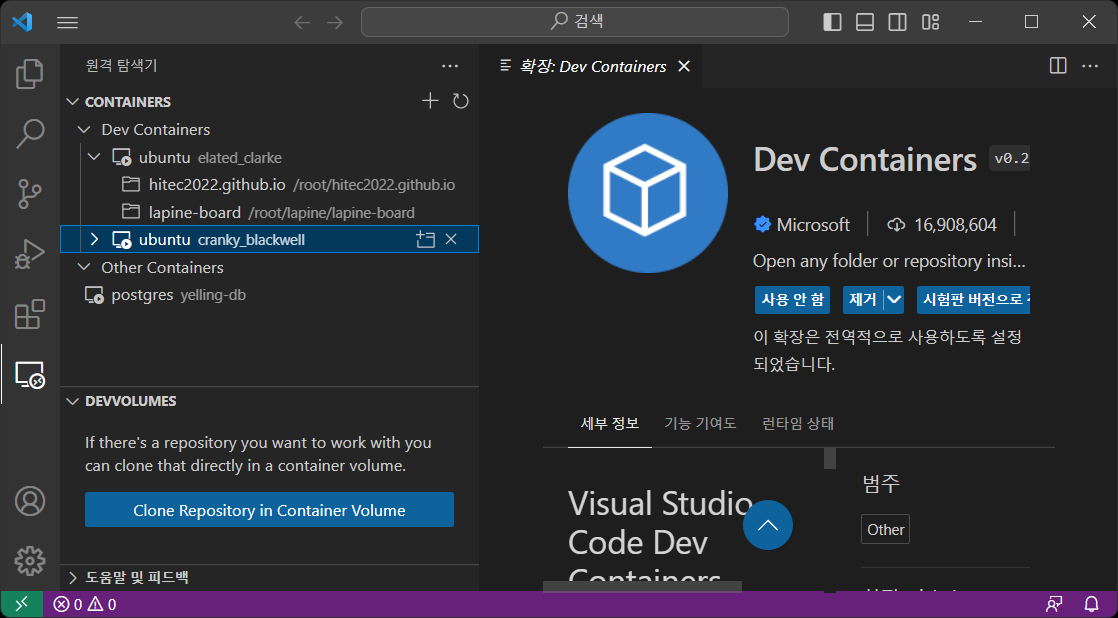 검색
원격 탐색기
CONTAINERS
Dev Containers
ubuntu elated_clarke
hitec2022.github.io /root/hitec2022.github.io
lapine-board /root/lapine/lapine-board
ubuntu cranky_blackwell
Other Containers
postgres yelling-db
DEVVOLUMES
If there's a repository you want to work with you
can clone that directly in a container volume.
Clone Repository in Container Volume
도움말 및 피드백
확장: Dev Containers
Dev Containers v0.2
Microsoft 16,908,604
Open any folder or repository insi...
사용 안 함 제거 시험판 버전으로
이 확장은 전역적으로 사용하도록 설정
되었습니다.
세부 정보 기능 기여도 런타임 상태
Visual Studio
Code Dev
Containers
범주
Other
0 0